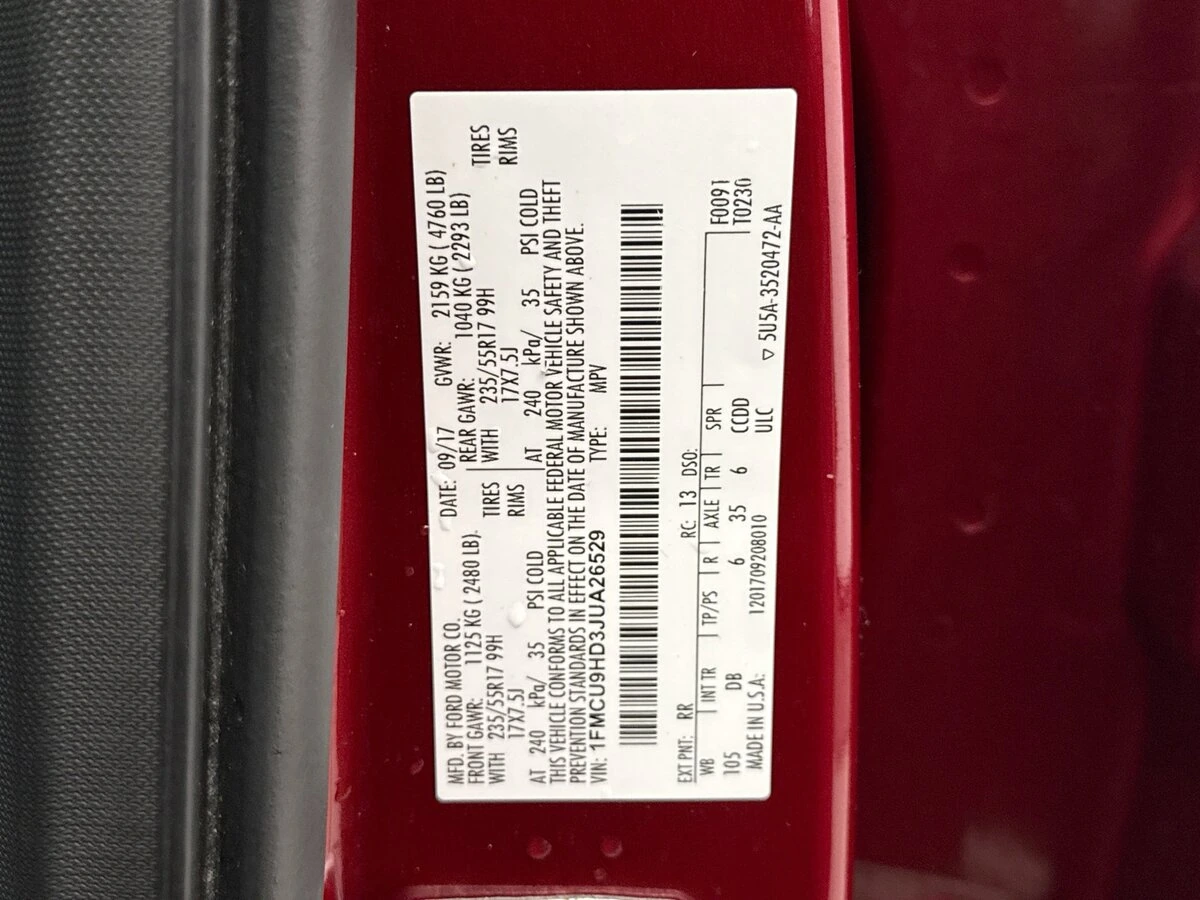 MFD. BY FORD MOTOR CO. DATE: 09/17 GVWR: 2159 KG ( 4760 LB)
FRONT GAWR: 1125 KG ( 2480 LB). REAR GAWR: 1040 KG ( 2293 LB)
WITH 235/55R17 99H TIRES WITH 235/55R17 99H TIRES
17X7.5J RIMS 17X7.5J RIMS
AT 240 kPa/ 35 PSI COLD AT 240 kPa/ 35 PSI COLD
THIS VEHICLE CONFORMS TO ALL APPLICABLE FEDERAL MOTOR VEHICLE SAFETY AND THEFT
PREVENTION STANDARDS IN EFFECT ON THE DATE OF MANUFACTURE SHOWN ABOVE.
VIN: 1FMCU9HD3JUA26529 TYPE: MPV
EXT PNT: RR RC: 13 DSO:
WB INT TR TP/PS R AXLE TR SPR F0091
105 DB 6 35 6 CCDD T0230
MADE IN U.S.A: 1201709208010 ULC ▽ 5U5A-3520472-AA